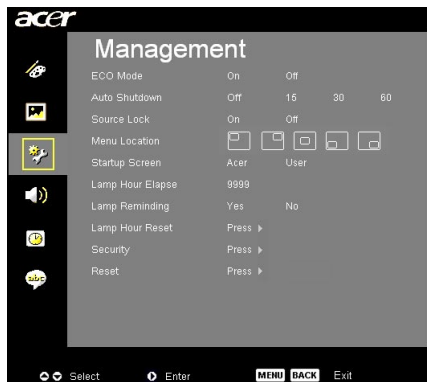 acer
Management
ECO Mode On Off
Auto Shutdown Off 15 30 60
Source Lock On Off
Menu Location
Startup Screen Acer User
Lamp Hour Elapse 9999
Lamp Reminding Yes No
Lamp Hour Reset Press
Security Press
Reset Press
abc
Select Enter MENU BACK Exit